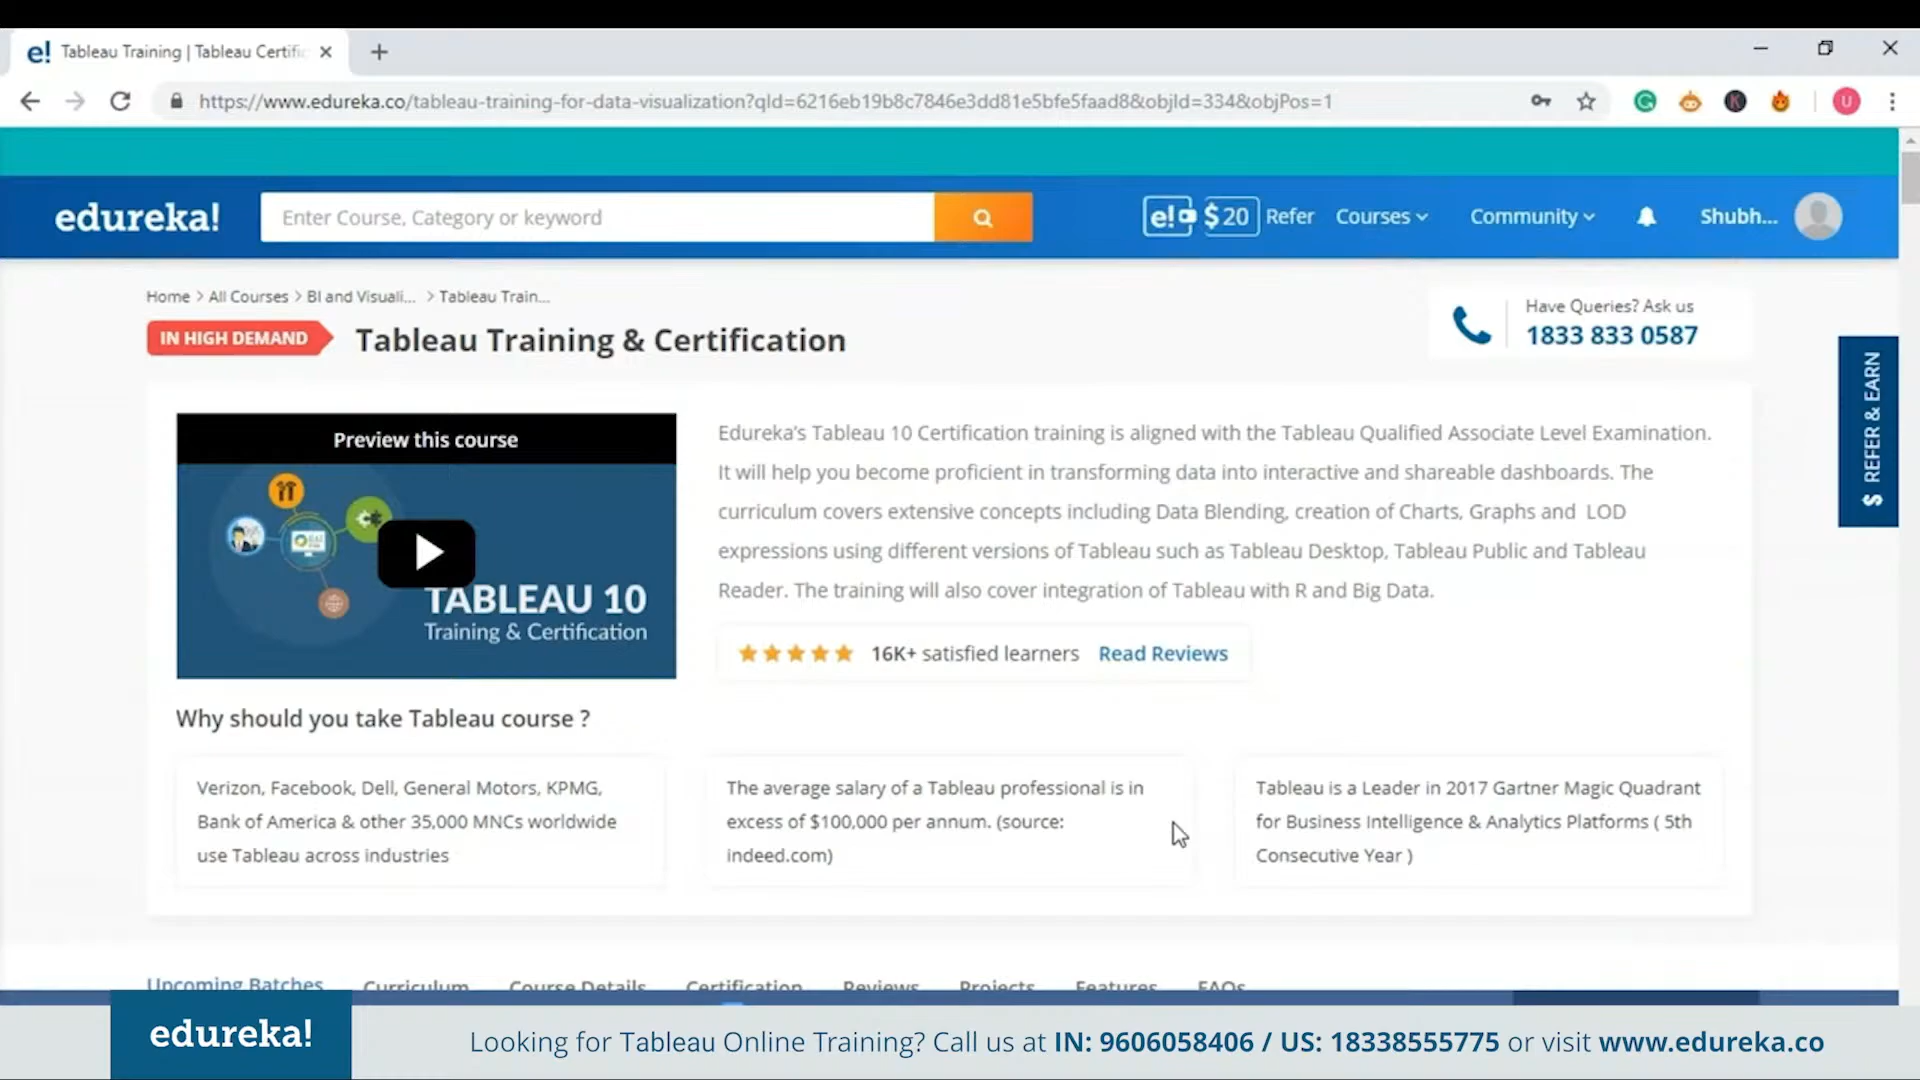 e! Tableau Training | Tableau Certific
https://www.edureka.co/tableau-training-for-data-visualization?qId=6216eb19b8c7846e3dd81e5bfe5faad8&objId=334&objPos=1
U
edureka!
Enter Course, Category or keyword
e! $20 Refer
Courses
Community
Shubh...
Home > All Courses > BI and Visuali... > Tableau Train...
IN HIGH DEMAND
Tableau Training & Certification
Have Queries? Ask us
1833 833 0587
$ REFER & EARN
Preview this course
TABLEAU 10
Training & Certification
Edureka's Tableau 10 Certification training is aligned with the Tableau Qualified Associate Level Examination.
It will help you become proficient in transforming data into interactive and shareable dashboards. The
curriculum covers extensive concepts including Data Blending, creation of Charts, Graphs and LOD
expressions using different versions of Tableau such as Tableau Desktop, Tableau Public and Tableau
Reader. The training will also cover integration of Tableau with R and Big Data.
16K+ satisfied learners Read Reviews
Why should you take Tableau course ?
Verizon, Facebook, Dell, General Motors, KPMG,
Bank of America & other 35,000 MNCs worldwide
use Tableau across industries
The average salary of a Tableau professional is in
excess of $100,000 per annum. (source:
indeed.com)
Tableau is a Leader in 2017 Gartner Magic Quadrant
for Business Intelligence & Analytics Platforms ( 5th
Consecutive Year )
Upcoming Batches Curriculum Course Details Certification Reviews Projects Features FAQs
edureka!
Looking for Tableau Online Training? Call us at IN: 9606058406 / US: 18338555775 or visit www.edureka.co